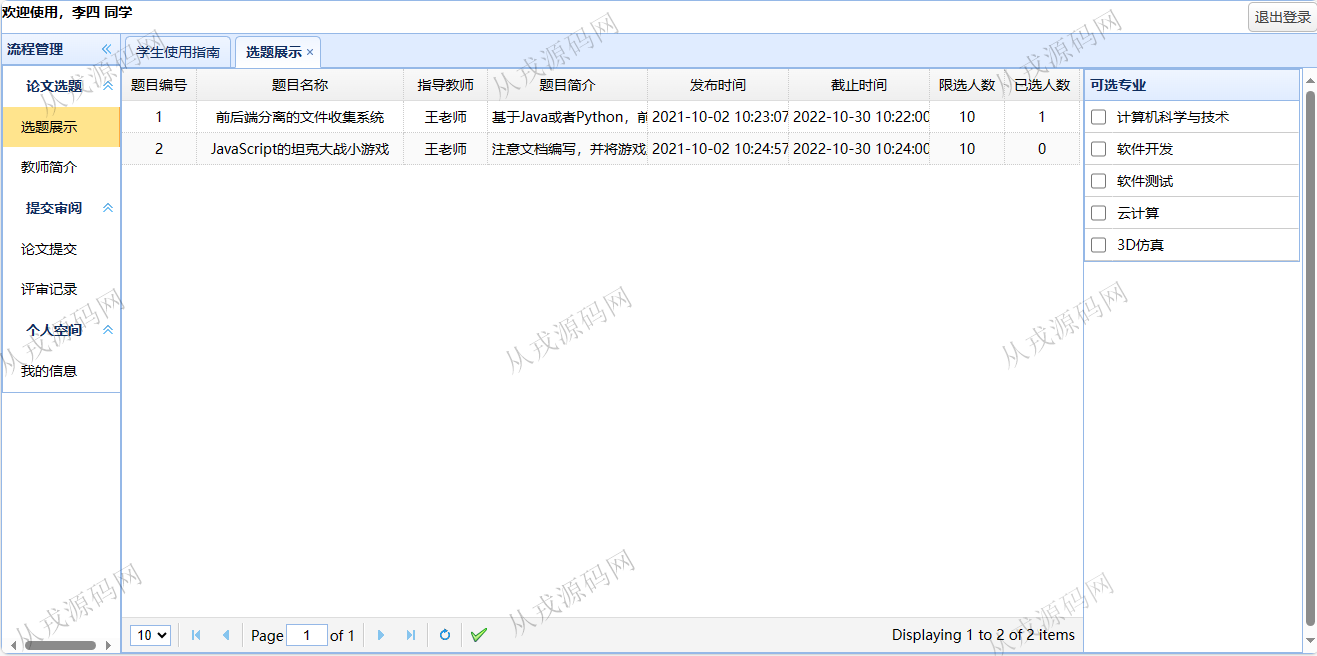 欢迎使用，李四 同学
退出登录
流程管理
学生使用指南
选题展示
论文选题
选题展示
教师简介
提交审阅
论文提交
评审记录
个人空间
我的信息
题目编号 题目名称 指导教师 题目简介 发布时间 截止时间 限选人数 已选人数
1 前后端分离的文件收集系统 王老师 基于Java或者Python，前 2021-10-02 10:23:07 2022-10-30 10:22:00 10 1
2 JavaScript的坦克大战小游戏 王老师 注意文档编写，并将游戏 2021-10-02 10:24:57 2022-10-30 10:24:00 10 0
可选专业
计算机科学与技术
软件开发
软件测试
云计算
3D仿真
10 Page 1 of 1 Displaying 1 to 2 of 2 items
从戎源码网
从戎源码网
从戎源码网
从戎源码网
从戎源码网
从戎源码网
从戎源码网
从戎源码网
从戎源码网